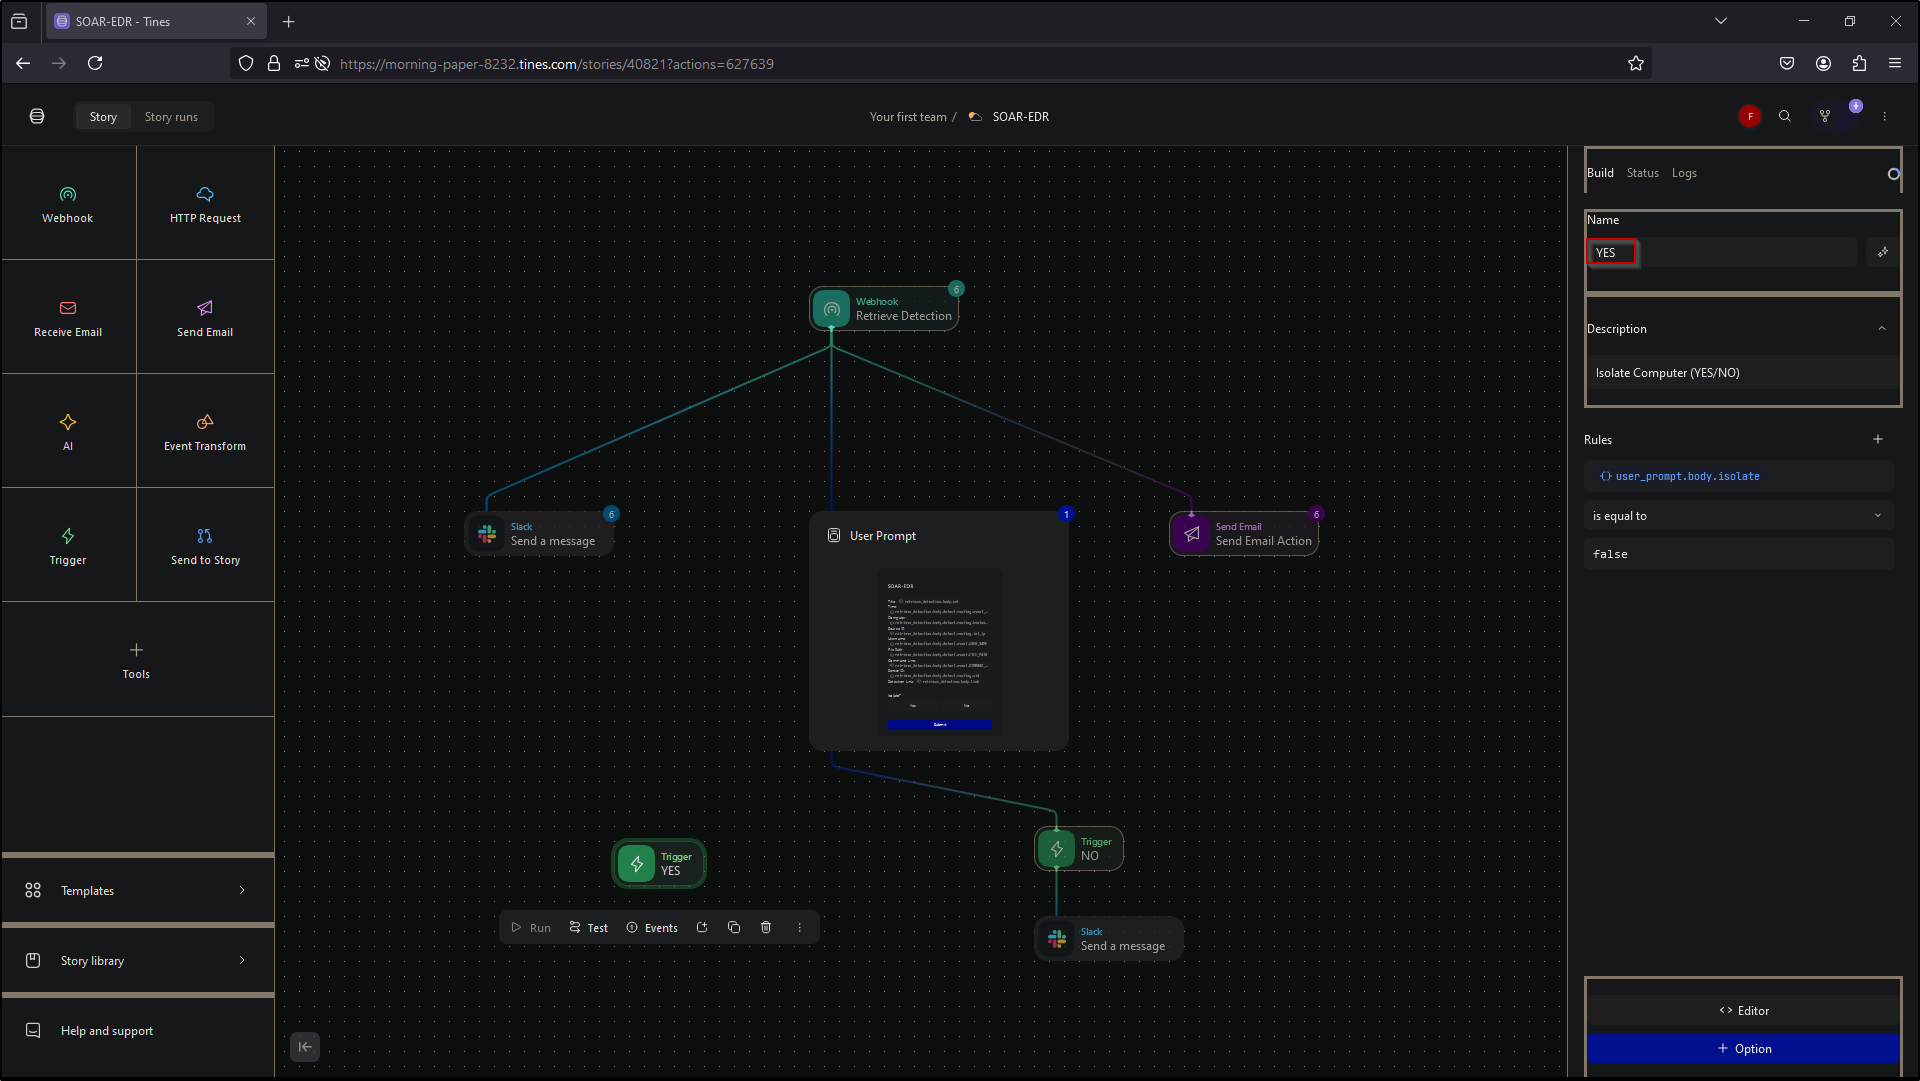 SOAR-EDR - Tines
https://morning-paper-8232.tines.com/stories/40821?actions=627639
Story
Story runs
Your first team /
SOAR-EDR
F
Webhook
HTTP Request
Receive Email
Send Email
AI
Event Transform
Trigger
Send to Story
Tools
Templates
Story library
Help and support
Webhook
Retrieve Detection
6
Slack
Send a message
6
User Prompt
1
SOAR-EDR
Send Email
Send Email Action
6
Trigger
YES
Run
Test
Events
Trigger
NO
Slack
Send a message
Build
Status
Logs
Name
YES
Description
Isolate Computer (YES/NO)
Rules
user_prompt.body.isolate
is equal to
false
Editor
Option